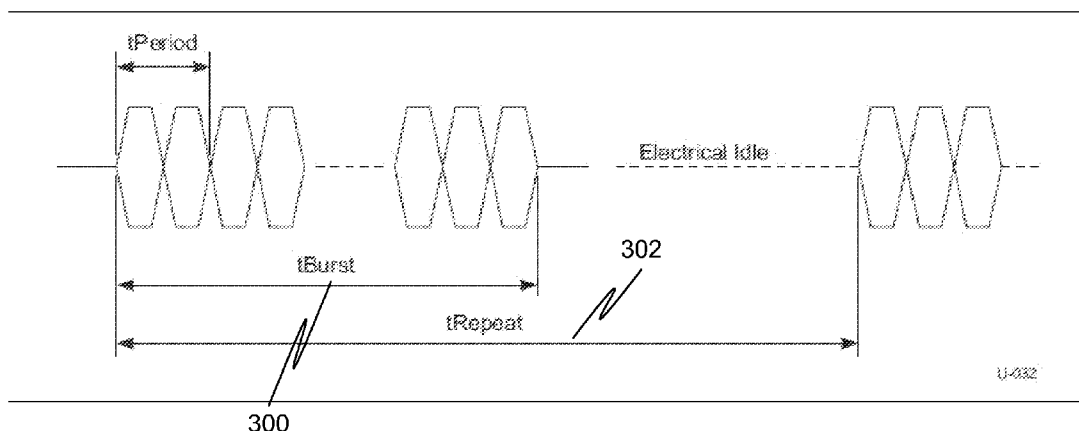 tPeriod
Electrical Idle
302
tBurst
tRepeat
U-032
300